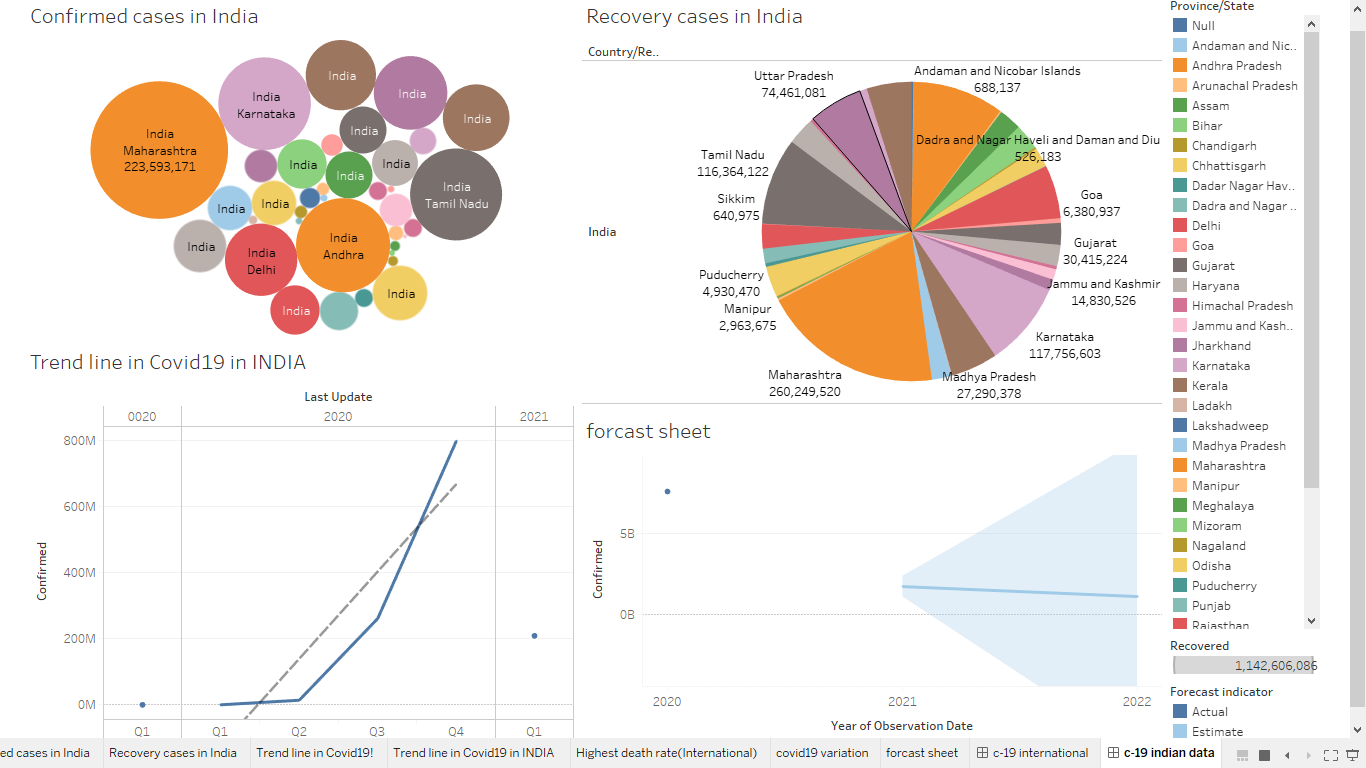 Confirmed cases in India
India
Maharashtra
223,593,171
India
Karnataka
India
India
India
India
India
India
India
India
Tamil Nadu
India
India
India
India
India
Delhi
India
Andhra
India
India
Recovery cases in India
Country/Re..
India
Uttar Pradesh
74,461,081
Andaman and Nicobar Islands
688,137
Dadra and Nagar Haveli and Daman and Diu
526,183
Tamil Nadu
116,364,122
Sikkim
640,975
Goa
6,380,937
Gujarat
30,415,224
Puducherry
4,930,470
Jammu and Kashmir
14,830,526
Manipur
2,963,675
Karnataka
117,756,603
Maharashtra
260,249,520
Madhya Pradesh
27,290,378
Trend line in Covid19 in INDIA
Last Update
0020
2020
2021
800M
600M
400M
200M
0M
Confirmed
Q1
Q1
Q2
Q3
Q4
Q1
forcast sheet
Confirmed
5B
0B
2020
2021
2022
Year of Observation Date
Province/State
Null
Andaman and Nic..
Andhra Pradesh
Arunachal Pradesh
Assam
Bihar
Chandigarh
Chhattisgarh
Dadar Nagar Hav..
Dadra and Nagar ..
Delhi
Goa
Gujarat
Haryana
Himachal Pradesh
Jammu and Kash..
Jharkhand
Karnataka
Kerala
Ladakh
Lakshadweep
Madhya Pradesh
Maharashtra
Manipur
Meghalaya
Mizoram
Nagaland
Odisha
Puducherry
Punjab
Rajasthan
Recovered
1,142,606,086
Forecast indicator
Actual
Estimate
ed cases in India
Recovery cases in India
Trend line in Covid19!
Trend line in Covid19 in INDIA
Highest death rate(International)
covid19 variation
forcast sheet
c-19 international
c-19 indian data